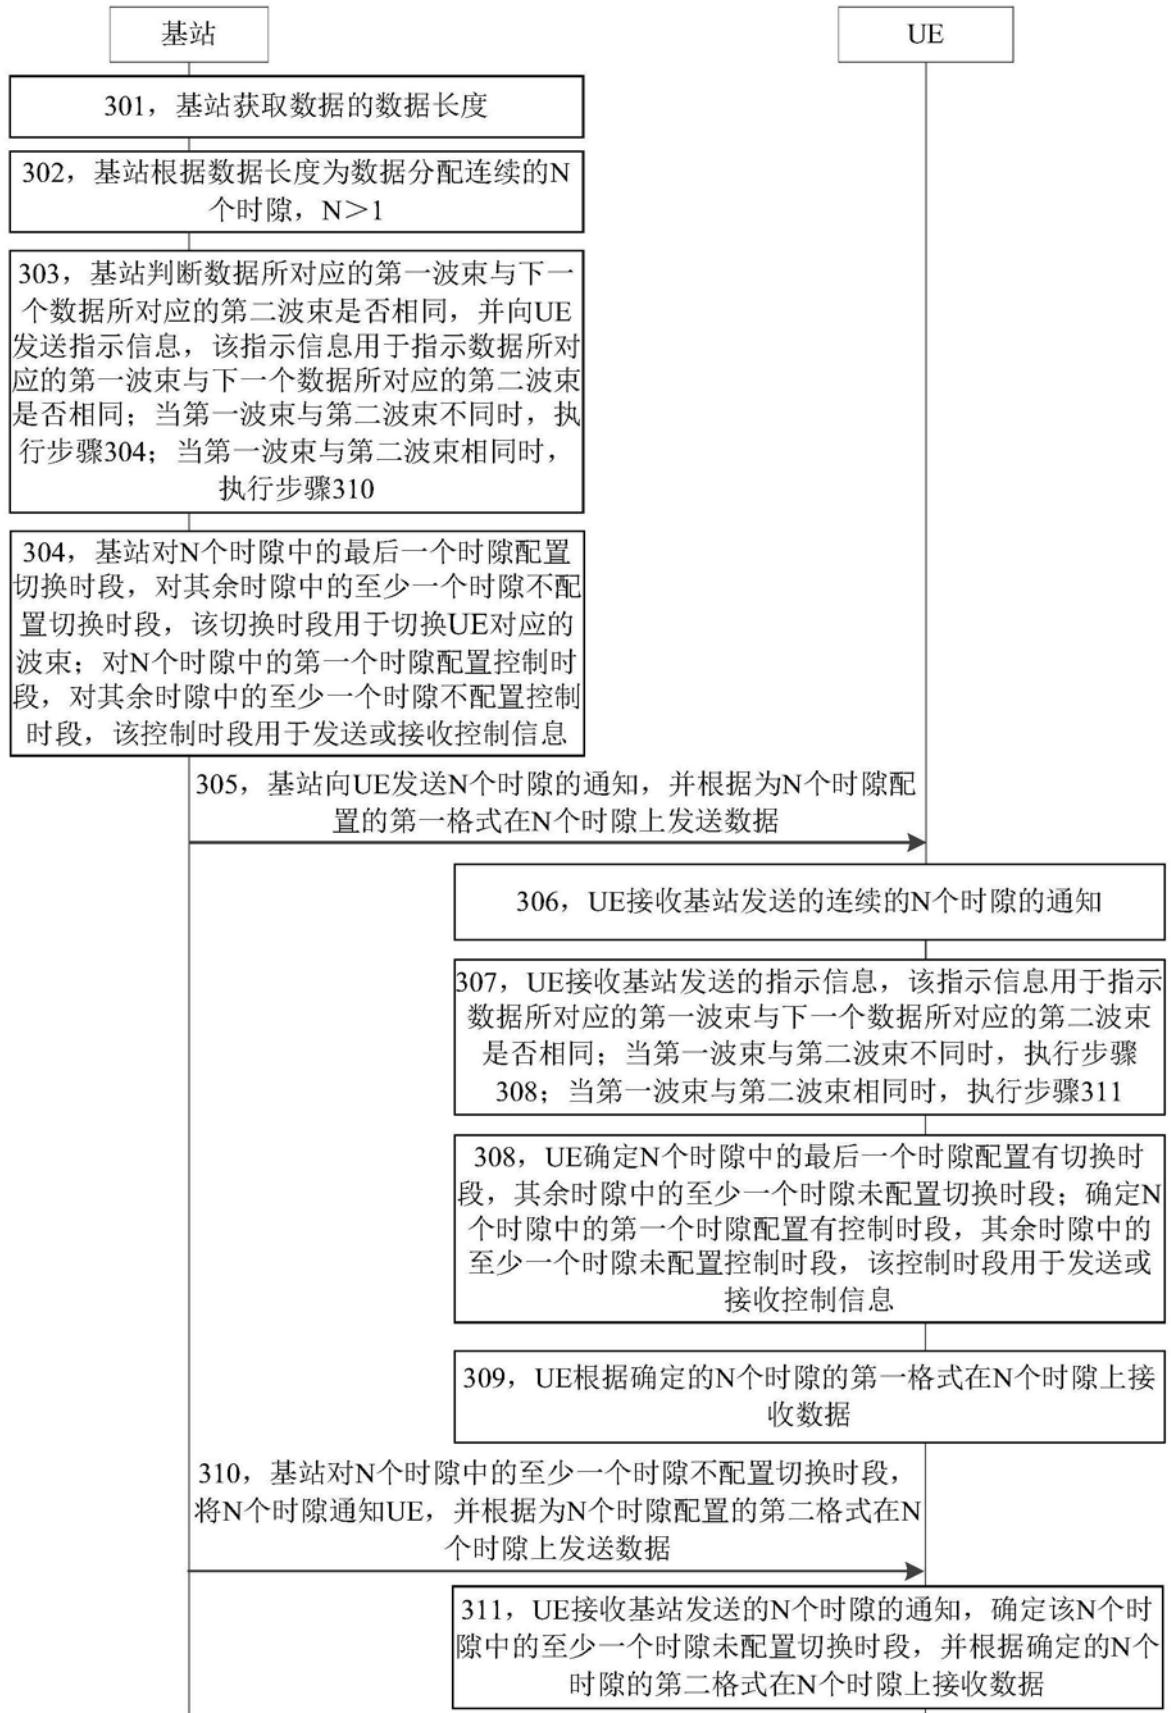 基站
UE
301，基站获取数据的数据长度
302，基站根据数据长度为数据分配连续的N
个时隙，N＞1
303，基站判断数据所对应的第一波束与下一
个数据所对应的第二波束是否相同，并向UE
发送指示信息，该指示信息用于指示数据所对
应的第一波束与下一个数据所对应的第二波束
是否相同；当第一波束与第二波束不同时，执
行步骤304；当第一波束与第二波束相同时，
执行步骤310
304，基站对N个时隙中的最后一个时隙配置
切换时段，对其余时隙中的至少一个时隙不配
置切换时段，该切换时段用于切换UE对应的
波束；对N个时隙中的第一个时隙配置控制时
段，对其余时隙中的至少一个时隙不配置控制
时段，该控制时段用于发送或接收控制信息
305，基站向UE发送N个时隙的通知，并根据为N个时隙配
置的第一格式在N个时隙上发送数据
306，UE接收基站发送的连续的N个时隙的通知
307，UE接收基站发送的指示信息，该指示信息用于指示
数据所对应的第一波束与下一个数据所对应的第二波束
是否相同；当第一波束与第二波束不同时，执行步骤
308；当第一波束与第二波束相同时，执行步骤311
308，UE确定N个时隙中的最后一个时隙配置有切换时
段，其余时隙中的至少一个时隙未配置切换时段；确定N
个时隙中的第一个时隙配置有控制时段，其余时隙中的
至少一个时隙未配置控制时段，该控制时段用于发送或
接收控制信息
309，UE根据确定的N个时隙的第一格式在N个时隙上接
收数据
310，基站对N个时隙中的至少一个时隙不配置切换时段，
将N个时隙通知UE，并根据为N个时隙配置的第二格式在N
个时隙上发送数据
311，UE接收基站发送的N个时隙的通知，确定该N个时
隙中的至少一个时隙未配置切换时段，并根据确定的N个
时隙的第二格式在N个时隙上接收数据